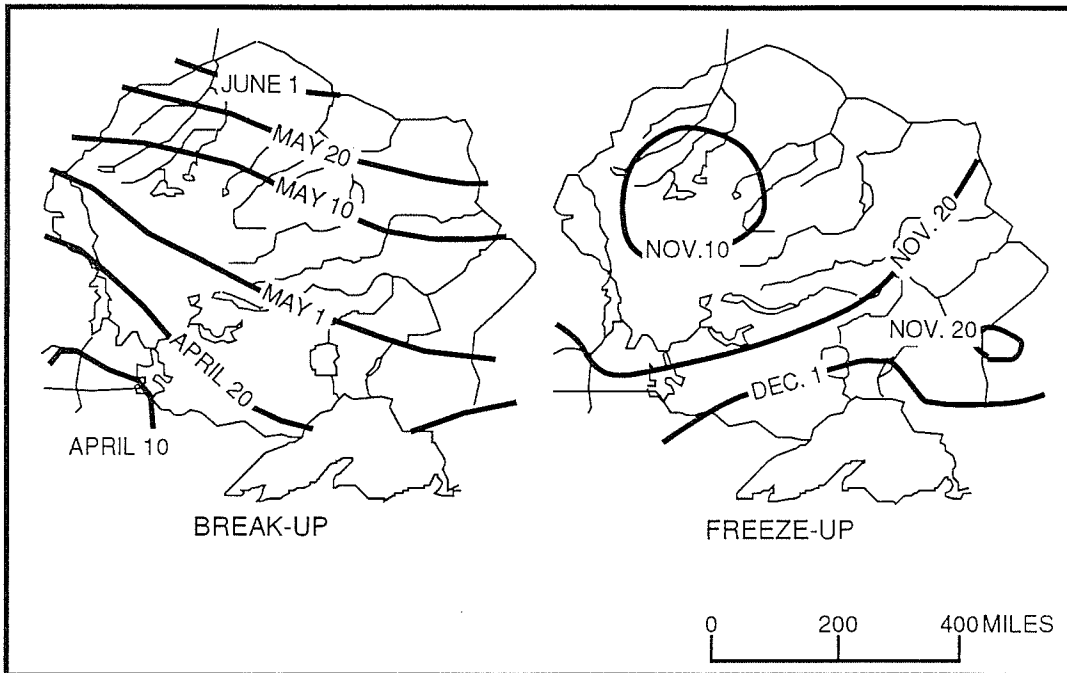 JUNE 1
MAY 20
MAY 10
MAY 1
APRIL 20
APRIL 10
BREAK-UP
NOV.10
NOV. 20
NOV. 20
DEC. 1
FREEZE-UP
0 200 400 MILES